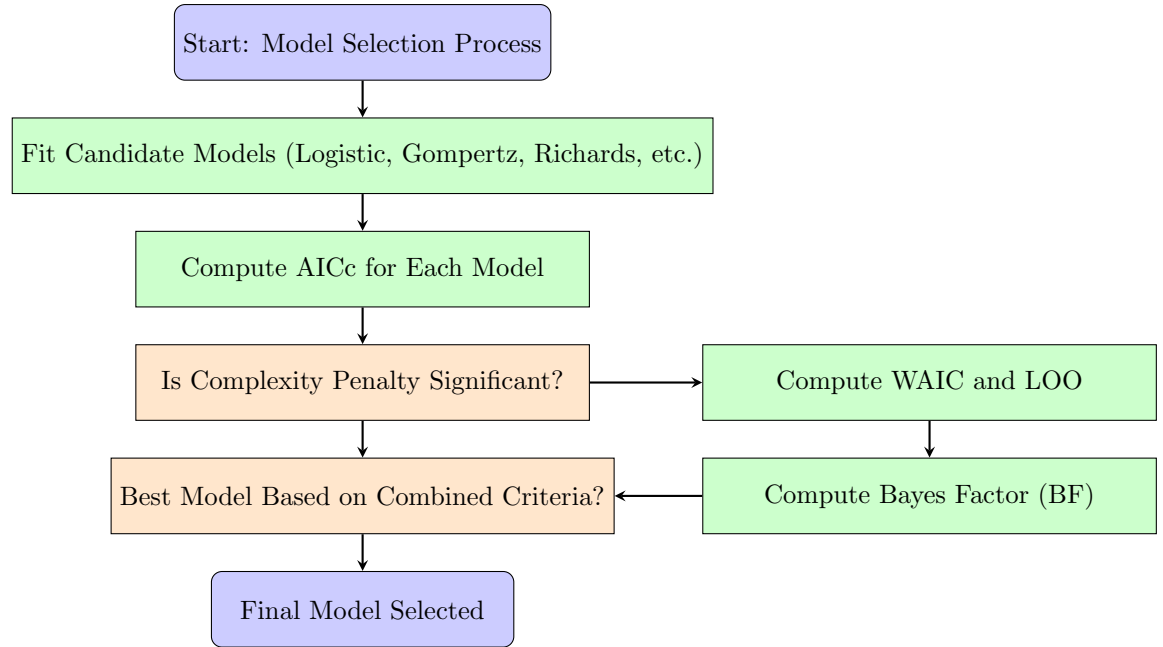 Start: Model Selection Process
Fit Candidate Models (Logistic, Gompertz, Richards, etc.)
Compute AICc for Each Model
Is Complexity Penalty Significant?
Compute WAIC and LOO
Best Model Based on Combined Criteria?
Compute Bayes Factor (BF)
Final Model Selected